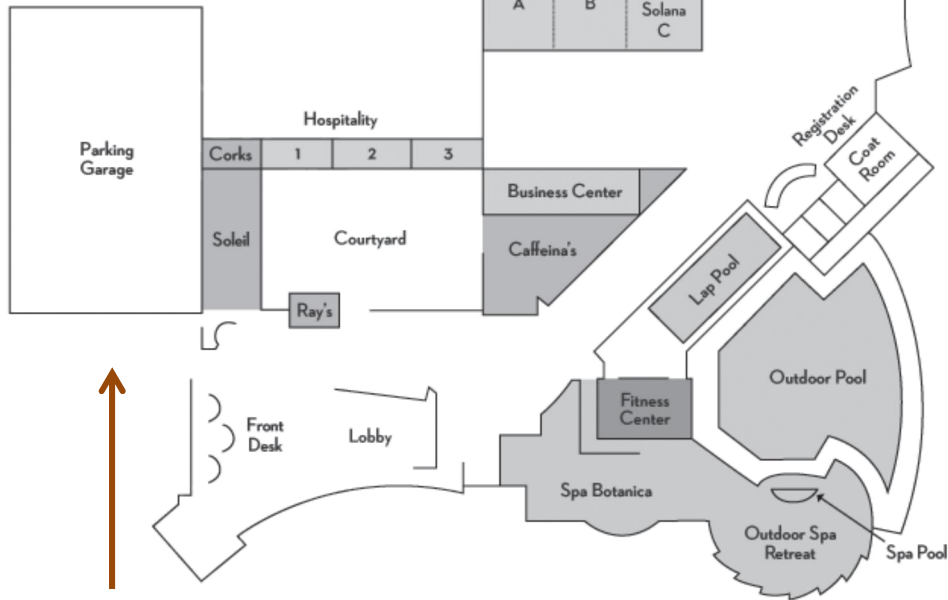 A
B
Solana
C
Registration
Desk
Coat
Room
Hospitality
Parking
Garage
Corks
1
2
3
Business Center
Soleil
Courtyard
Caffeina's
Lap Pool
Ray's
Outdoor Pool
Fitness
Center
Front
Desk
Lobby
Spa Botanica
Outdoor Spa
Retreat
Spa Pool